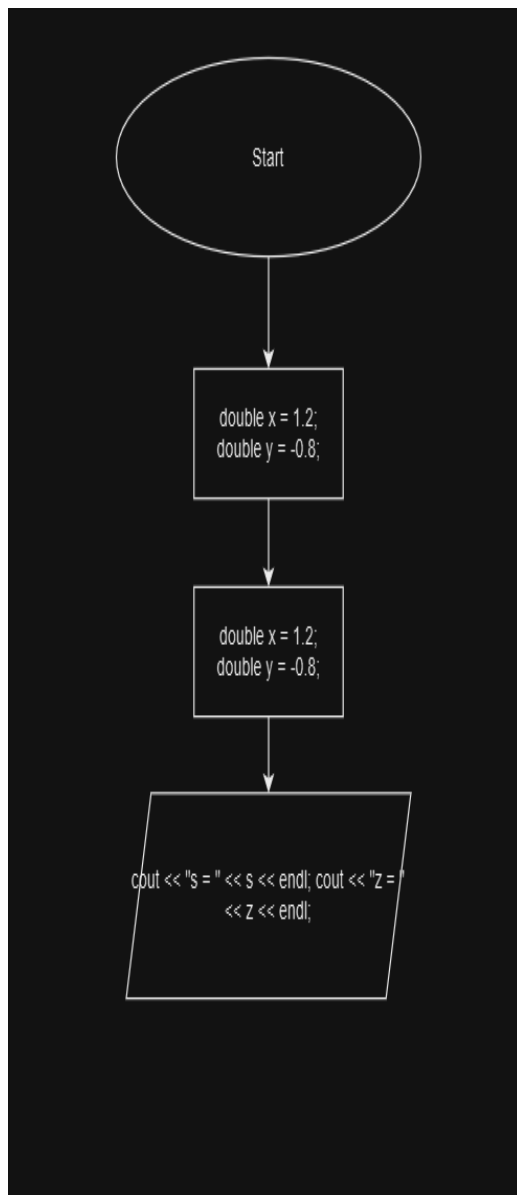 Start
double x = 1.2;
double y = -0.8;
double x = 1.2;
double y = -0.8;
cout << "s = " << s << endl; cout << "z = "
<< z << endl;